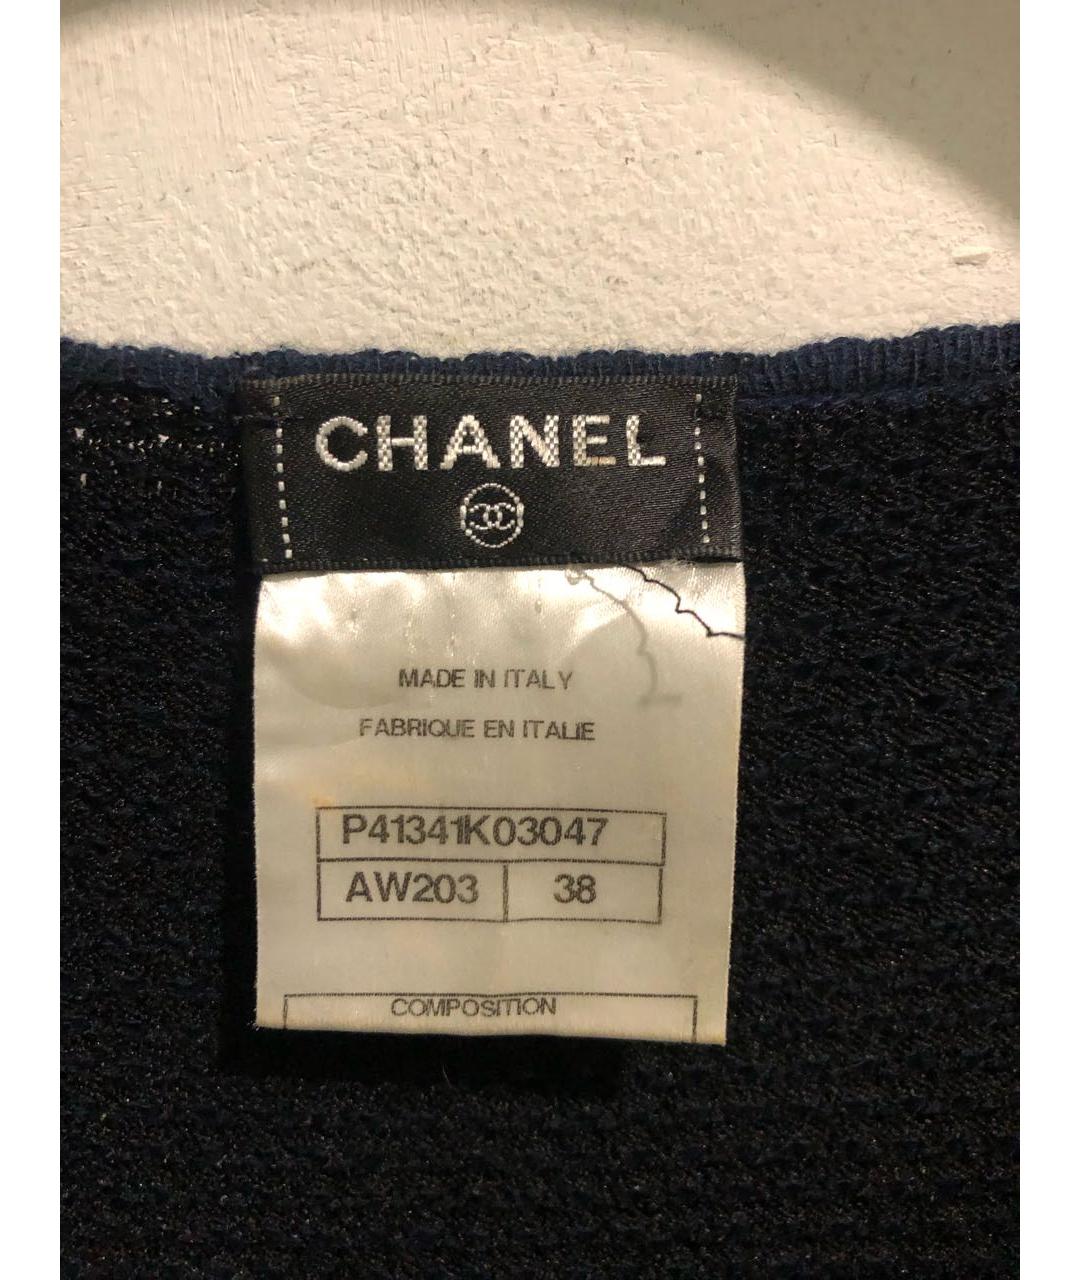 CHANEL
MADE IN ITALY
FABRIQUE EN ITALIE
P41341K03047
AW203 38
COMPOSITION